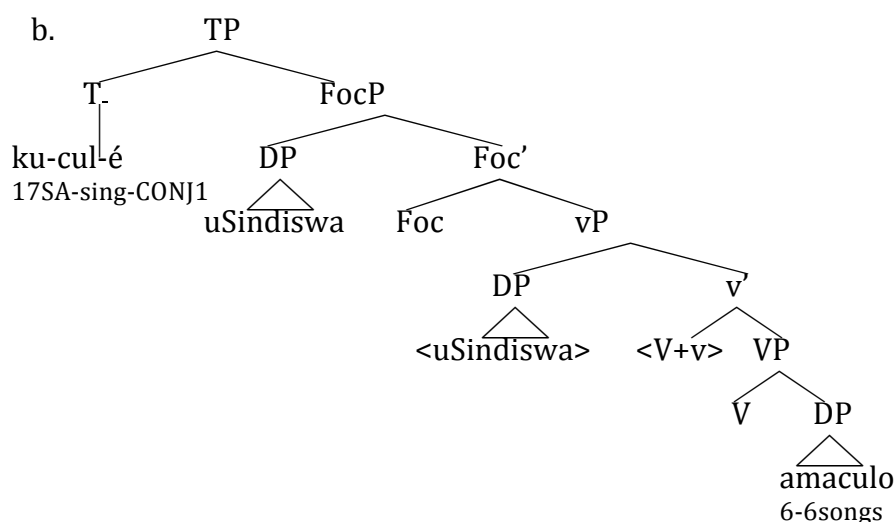 b.
TP
T- FocP
ku-cul-é DP Foc’
17SA-sing-CONJ1
uSindiswa Foc vP
DP v'
<uSindiswa> <V+v> VP
V DP
amaculo
6-6songs